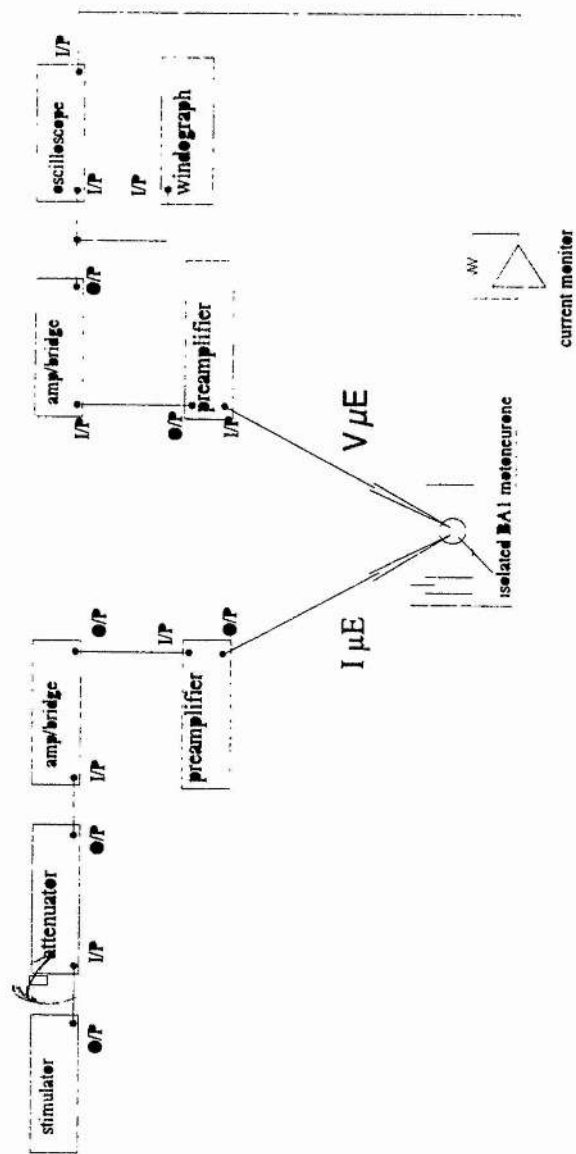 stimulator
O/P
I/P
attenuator
O/P
I/P
amp/bridge
O/P
I/P
preamplifier
O/P
I µE
V µE
I/P
preamplifier
O/P
I/P
amp/bridge
O/P
I/P
oscilloscope
I/P
I/P
windograph
isolated BA1 motoneurone
current monitor